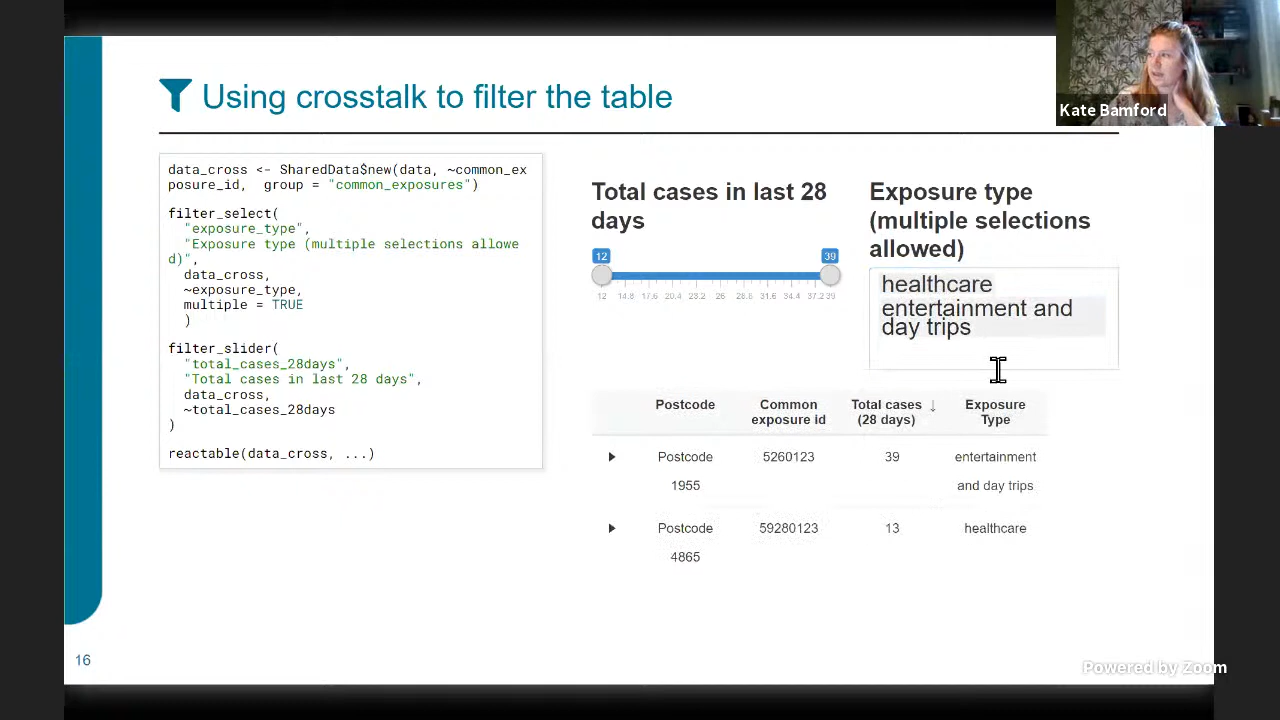 Using crosstalk to filter the table
Kate Bamford
data_cross <- SharedData$new(data, ~common_ex
posure_id,  group = "common_exposures")
filter_select(
  "exposure_type",
  "Exposure type (multiple selections allowe
d)",
  data_cross,
  ~exposure_type,
  multiple = TRUE
  )
filter_slider(
  "total_cases_28days",
  "Total cases in last 28 days",
  data_cross,
  ~total_cases_28days
)
reactable(data_cross, ...)
Total cases in last 28
days
12 39
12 14.8 17.6 20.4 23.2 26 28.8 31.6 34.4 37.2 39
Exposure type
(multiple selections
allowed)
healthcare
entertainment and
day trips
Postcode Common Total cases ↓ Exposure
exposure id (28 days) Type
Postcode 5260123 39 entertainment
1955 and day trips
Postcode 59280123 13 healthcare
4865
16
Powered by Zoom